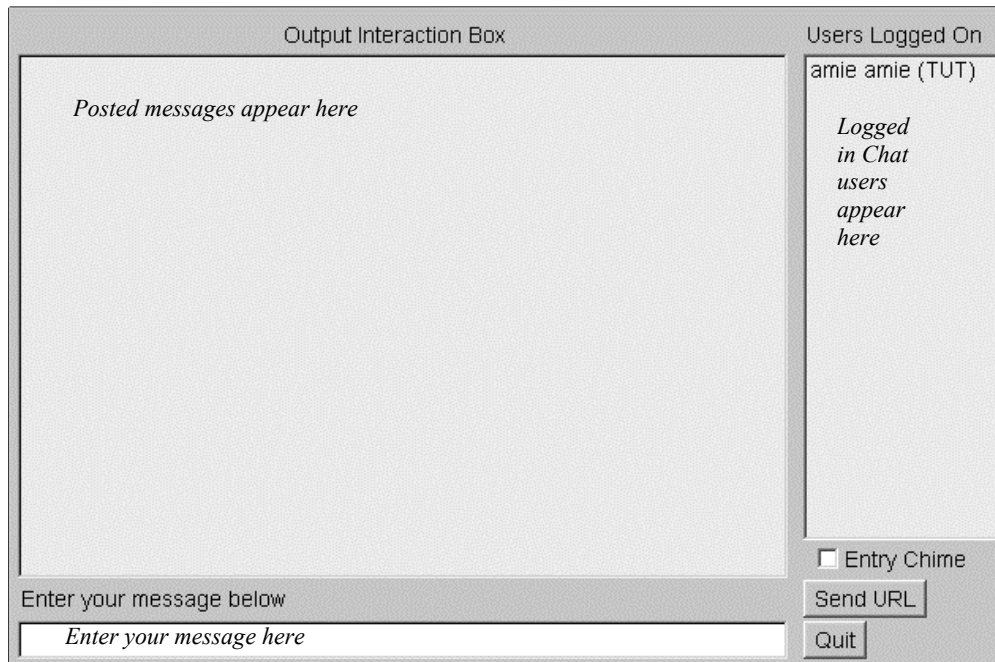 Output Interaction Box
Users Logged On
Posted messages appear here
amie amie (TUT)
Logged
in Chat
users
appear
here
Entry Chime
Enter your message below
Send URL
Enter your message here
Quit